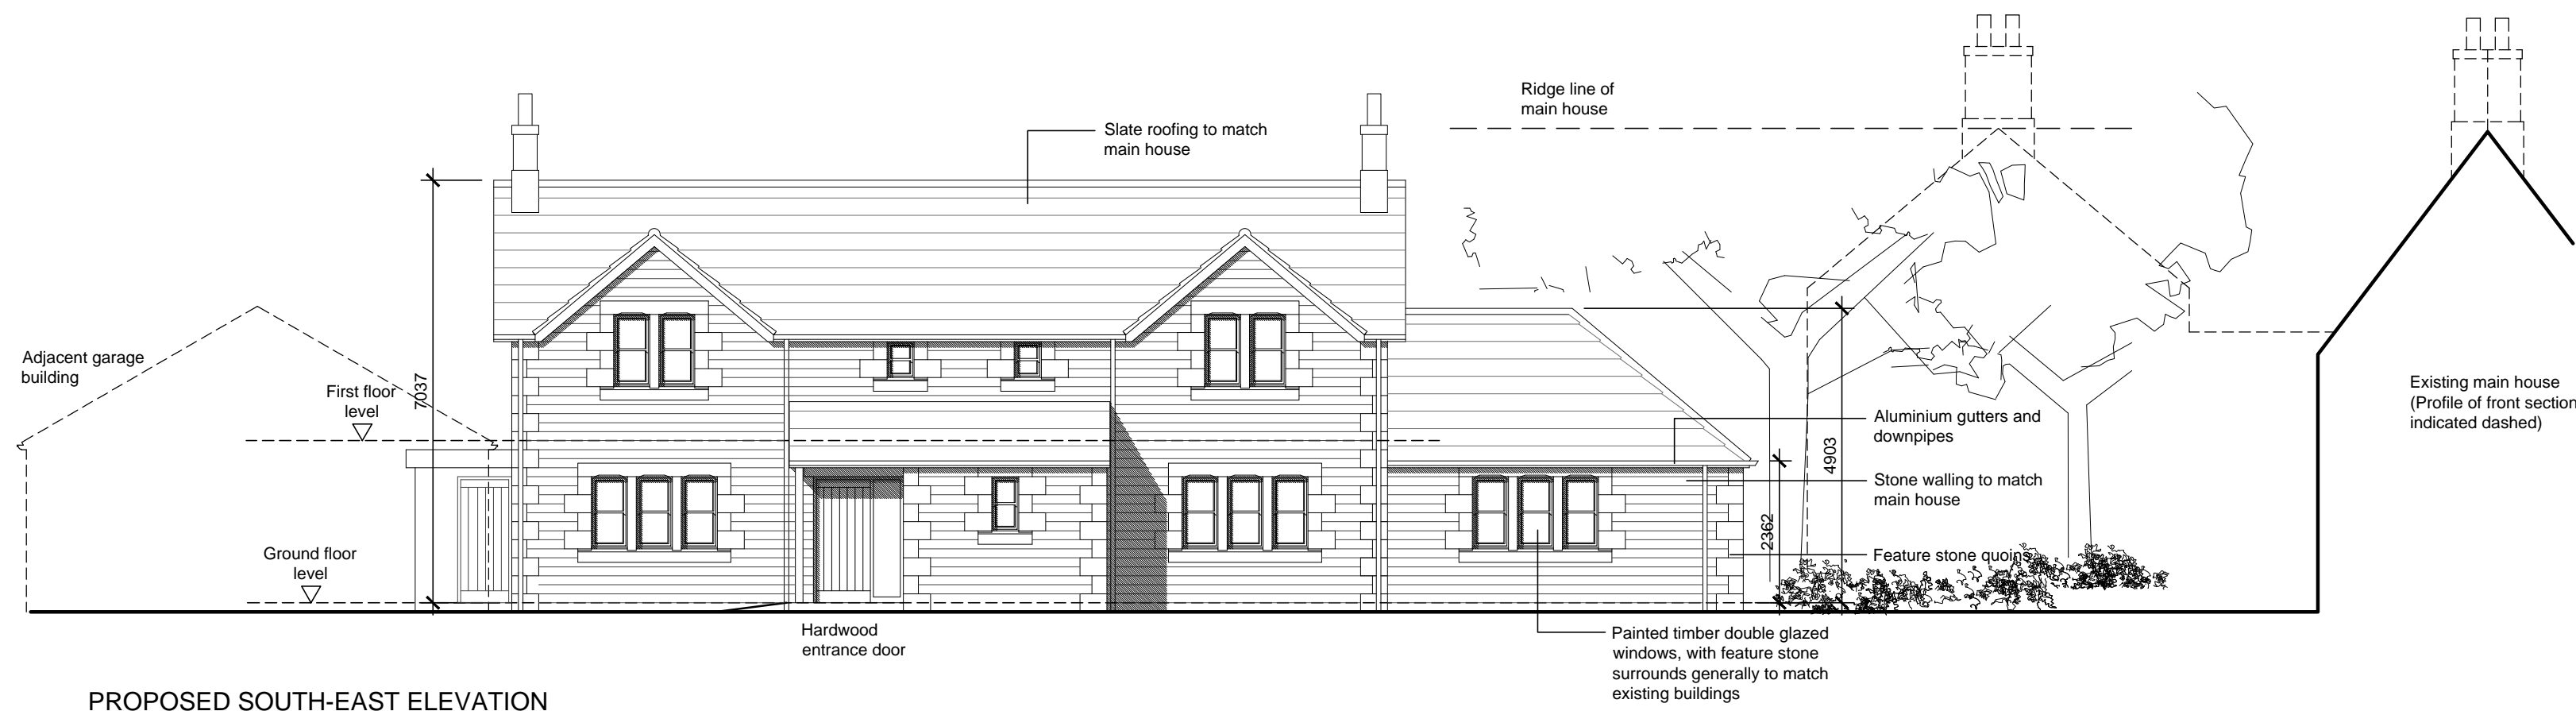 Ridge line of
main house
Slate roofing to match
main house
Adjacent garage
building
First floor
level
7037
Existing main house
(Profile of front section
indicated dashed)
Aluminium gutters and
downpipes
4903
Stone walling to match
main house
2362
Ground floor
level
Feature stone quoins
Hardwood
entrance door
Painted timber double glazed
windows, with feature stone
surrounds generally to match
existing buildings
PROPOSED SOUTH-EAST ELEVATION